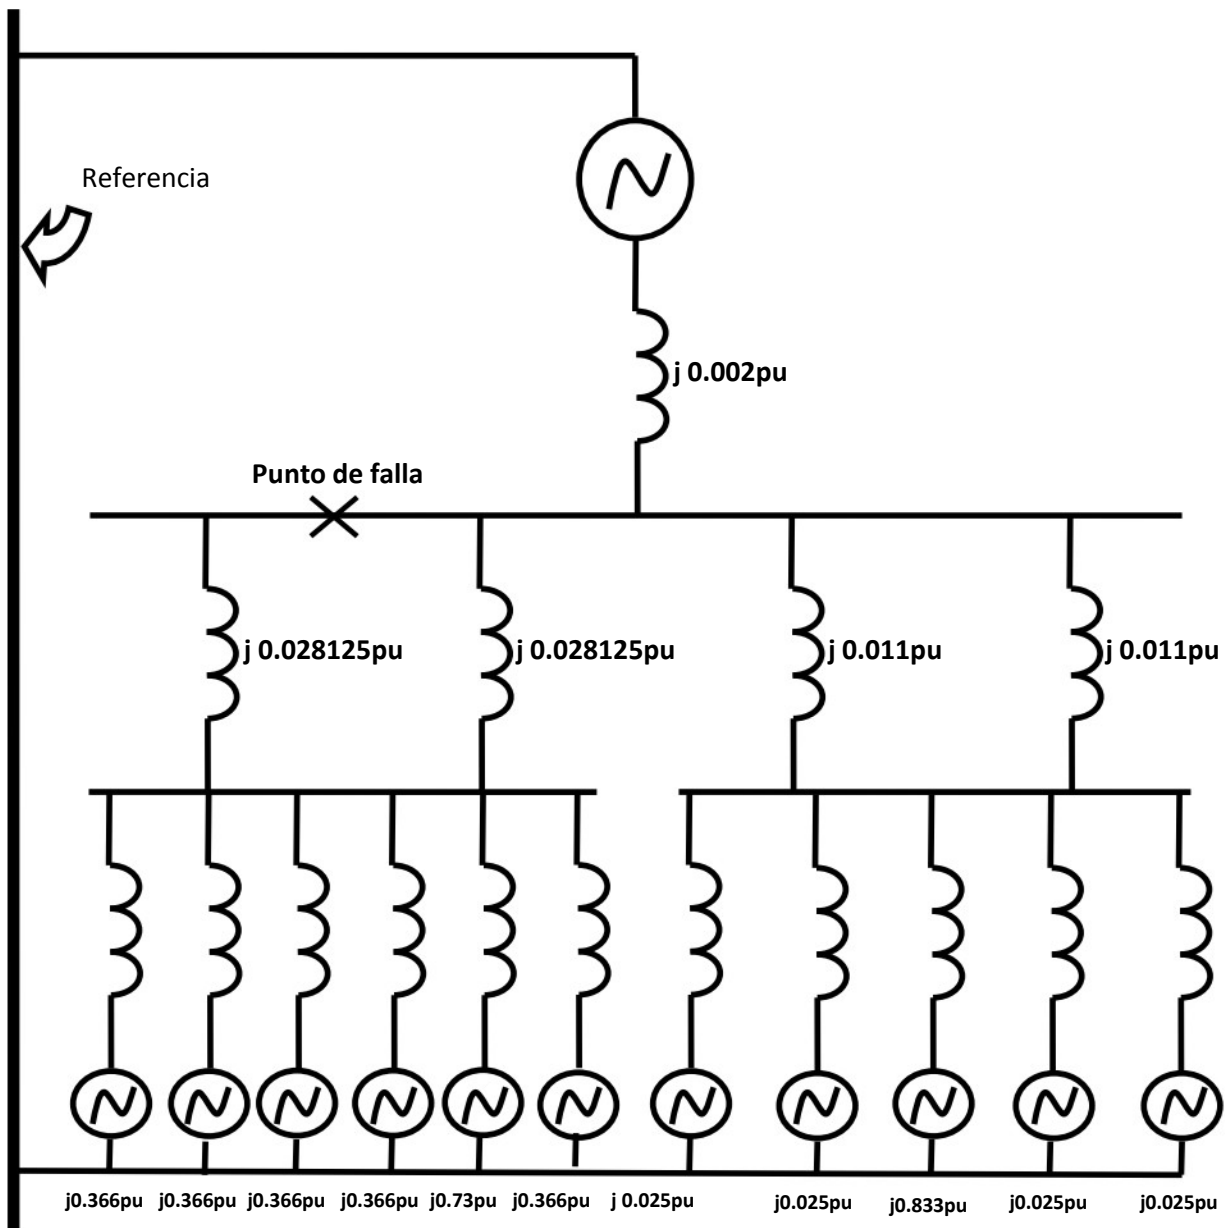 Referencia
j 0.002pu
Punto de falla
j 0.028125pu
j 0.028125pu
j 0.011pu
j 0.011pu
j0.366pu
j0.366pu
j0.366pu
j0.366pu
j0.73pu
j0.366pu
j 0.025pu
j0.025pu
j0.833pu
j0.025pu
j0.025pu